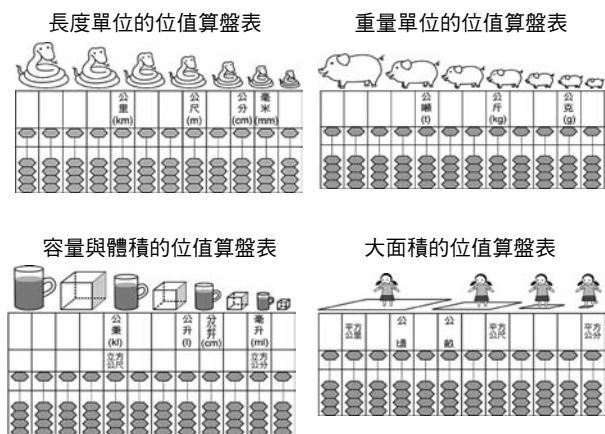 長度單位的位值算盤表
公里 (km)
公尺 (m)
公分 (cm)
毫米 (mm)
重量單位的位值算盤表
公噸 (t)
公斤 (kg)
公克 (g)
容量與體積的位值算盤表
公秉 (kl)
公升 (l)
(cm)
毫升 (ml)
立方公尺
立方公分
大面積的位值算盤表
平方公里
公頃
公畝
平方公尺
平方公分